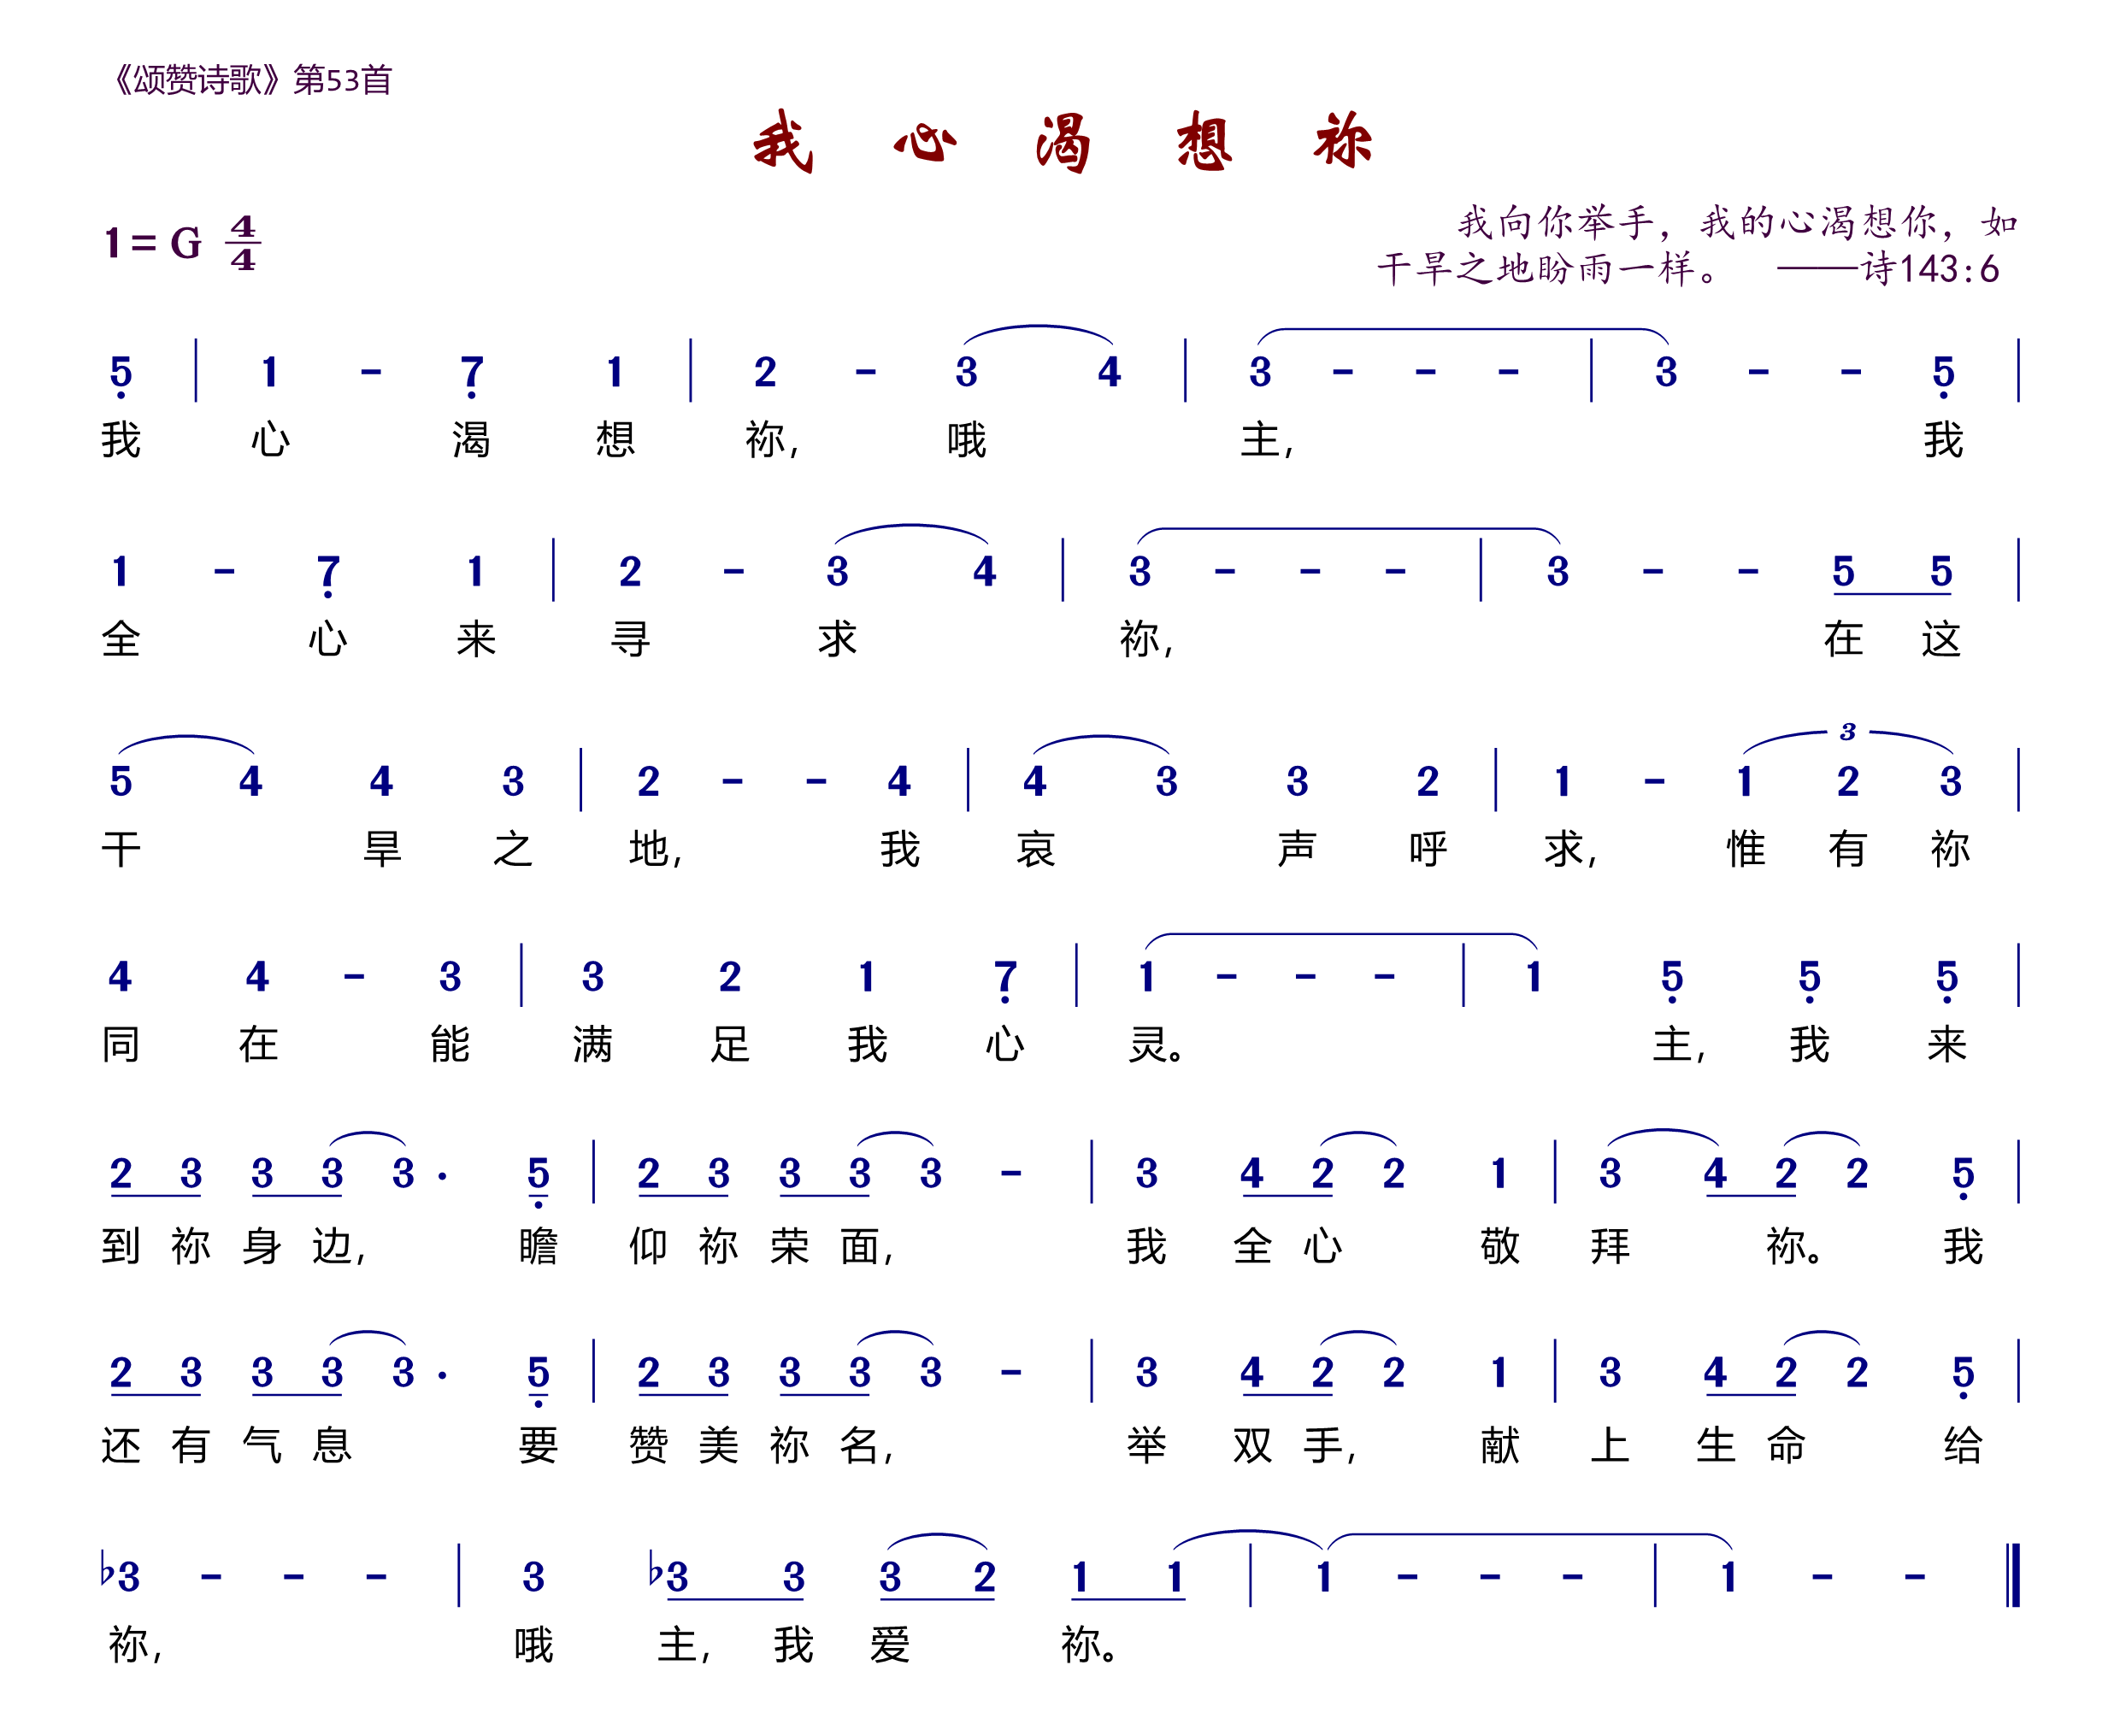 《颂赞诗歌》第53首
我心渴想祢
1=G 4/4
我向你举手，我的心渴想你，如
干旱之地盼雨一样。 ——诗143:6
5̣ | 1 - 7̣ 1 | 2 - 3 4 | 3 - - - | 3 - - 5̣ |
我 心 渴 想 祢, 哦 主, 我
1 - 7̣ 1 | 2 - 3 4 | 3 - - - | 3 - - 5 5 |
全 心 来 寻 求 祢, 在 这
3
5 4 4 3 | 2 - - 4 | 4 3 3 2 | 1 - 1 2 3 |
干 旱 之 地, 我 哀 声 呼 求, 惟 有 祢
4 4 - 3 | 3 2 1 7̣ | 1 - - - | 1 5̣ 5̣ 5̣ |
同 在 能 满 足 我 心 灵。 主, 我 来
2 3 3 3 3 · 5̣ | 2 3 3 3 3 - | 3 4 2 2 1 | 3 4 2 2 5̣ |
到 祢 身 边, 瞻 仰 祢 荣 面, 我 全 心 敬 拜 祢。 我
2 3 3 3 3 · 5̣ | 2 3 3 3 3 - | 3 4 2 2 1 | 3 4 2 2 5̣ |
还 有 气 息 要 赞 美 祢 名, 举 双 手, 献 上 生 命 给
♭3 - - - | 3 ♭3 3 3 2 1 1 | 1 - - - | 1 - - ‖
祢, 哦 主, 我 爱 祢。